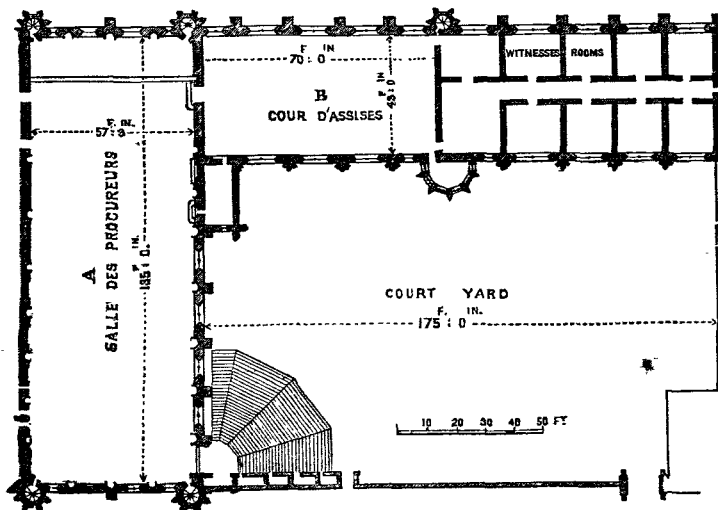 F. IN
70 : 0
WITNESSES ROOMS
B
COUR D'ASSISES
F. IN
43 : 0
F. IN.
57 : 3
A
SALLE DES PROCUREURS
F. IN.
135 : 0.
COURT YARD
F. IN.
175 : 0
10 20 30 40 50 FT